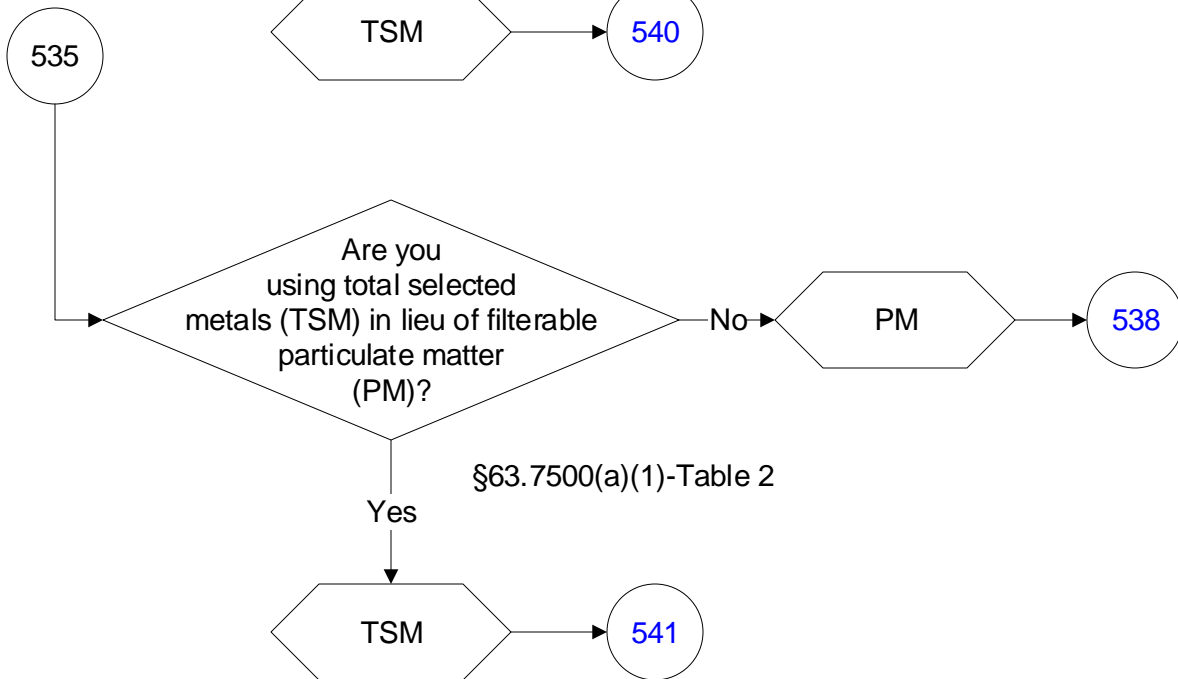 TSM
540
535
Are you
using total selected
metals (TSM) in lieu of filterable
particulate matter
(PM)?
No
PM
538
§63.7500(a)(1)-Table 2
Yes
TSM
541